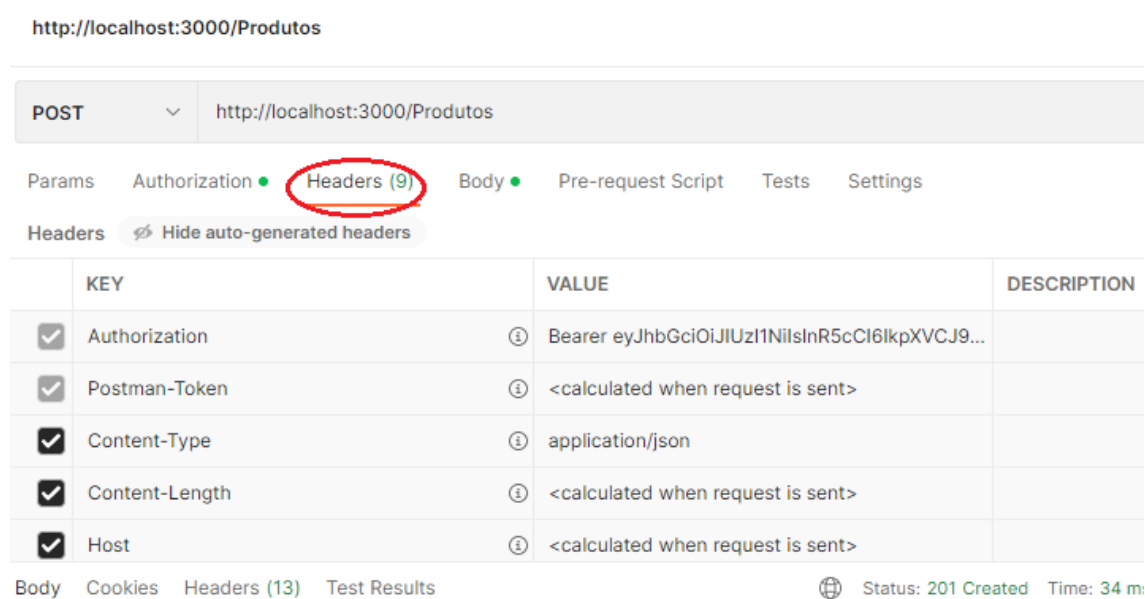 http://localhost:3000/Produtos
POST http://localhost:3000/Produtos
Params Authorization Headers (9) Body Pre-request Script Tests Settings
Headers Hide auto-generated headers
KEY VALUE DESCRIPTION
Authorization Bearer eyJhbGciOiJIUzI1NiIsInR5cCI6IkpXVCJ9...
Postman-Token <calculated when request is sent>
Content-Type application/json
Content-Length <calculated when request is sent>
Host <calculated when request is sent>
Body Cookies Headers (13) Test Results Status: 201 Created Time: 34 ms